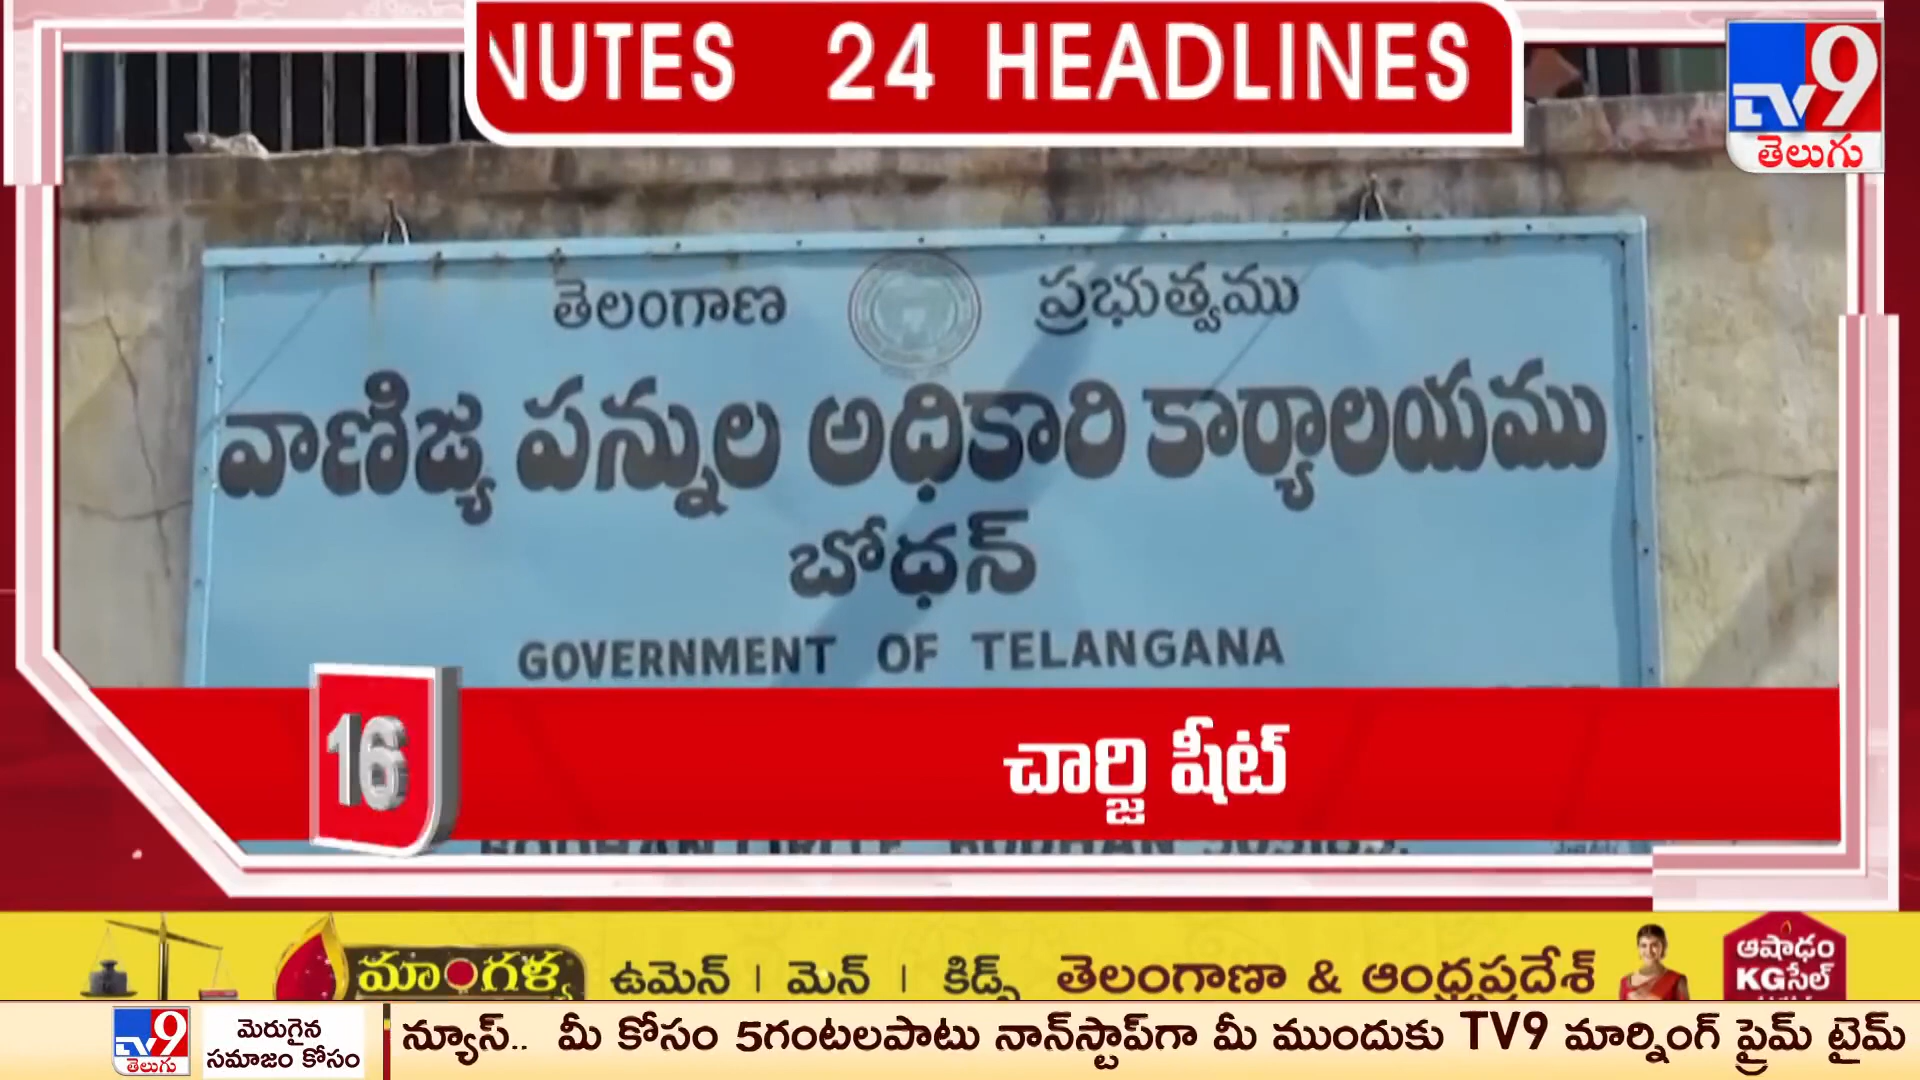 NUTES 24 HEADLINES
TV9
తెలుగు
తెలంగాణ ప్రభుత్వము
వాణిజ్య పన్నుల అధికారి కార్యాలయము
బోధన్
GOVERNMENT OF TELANGANA
16
చార్జి షీట్
మాంగళ్య ఉమెన్ | మెన్ | కిడ్స్ తెలంగాణా & ఆంధ్రప్రదేశ్
ఆషాఢం
KGసేల్
TV9
తెలుగు
మెరుగైన
సమాజం కోసం
న్యూస్.. మీ కోసం 5గంటలపాటు నాన్‌స్టాప్‌గా మీ ముందుకు TV9 మార్నింగ్ ప్రైమ్ టైమ్